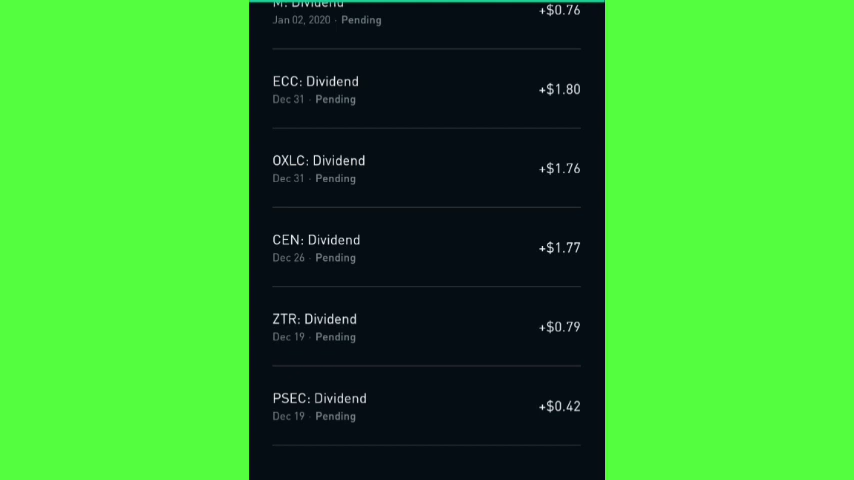 M: Dividend
+$0.76
Jan 02, 2020 · Pending
ECC: Dividend
+$1.80
Dec 31 · Pending
OXLC: Dividend
+$1.76
Dec 31 · Pending
CEN: Dividend
+$1.77
Dec 26 · Pending
ZTR: Dividend
+$0.79
Dec 19 · Pending
PSEC: Dividend
+$0.42
Dec 19 · Pending